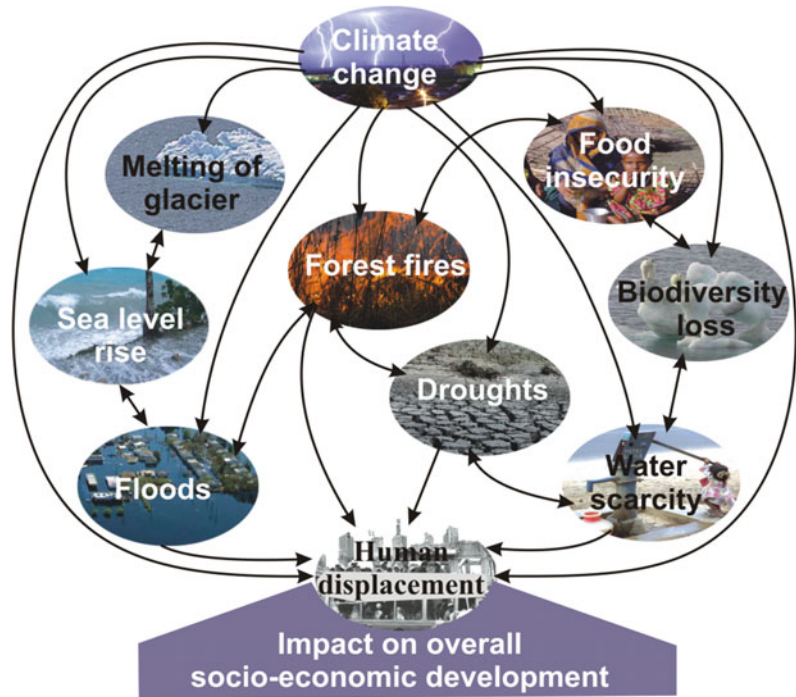 Climate
change
Melting of
glacier
Food
insecurity
Forest fires
Sea level
rise
Biodiversity
loss
Droughts
Floods
Water
scarcity
Human
displacement
Impact on overall
socio-economic development